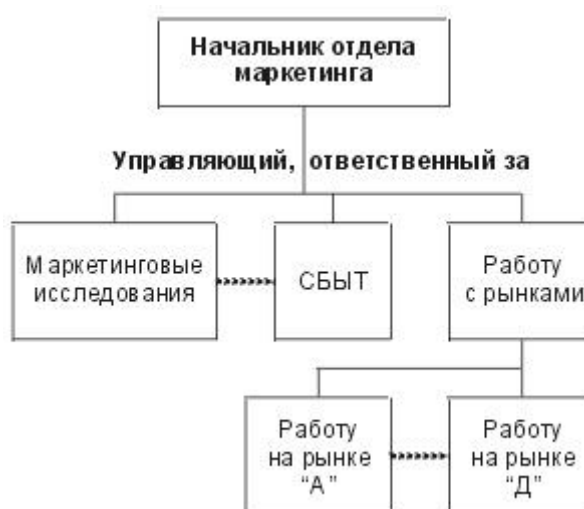 Начальник отдела
маркетинга
Управляющий, ответственный за
Маркетинговые
исследования
СБЫТ
Работу
с рынками
Работу
на рынке
“А”
Работу
на рынке
“Д”